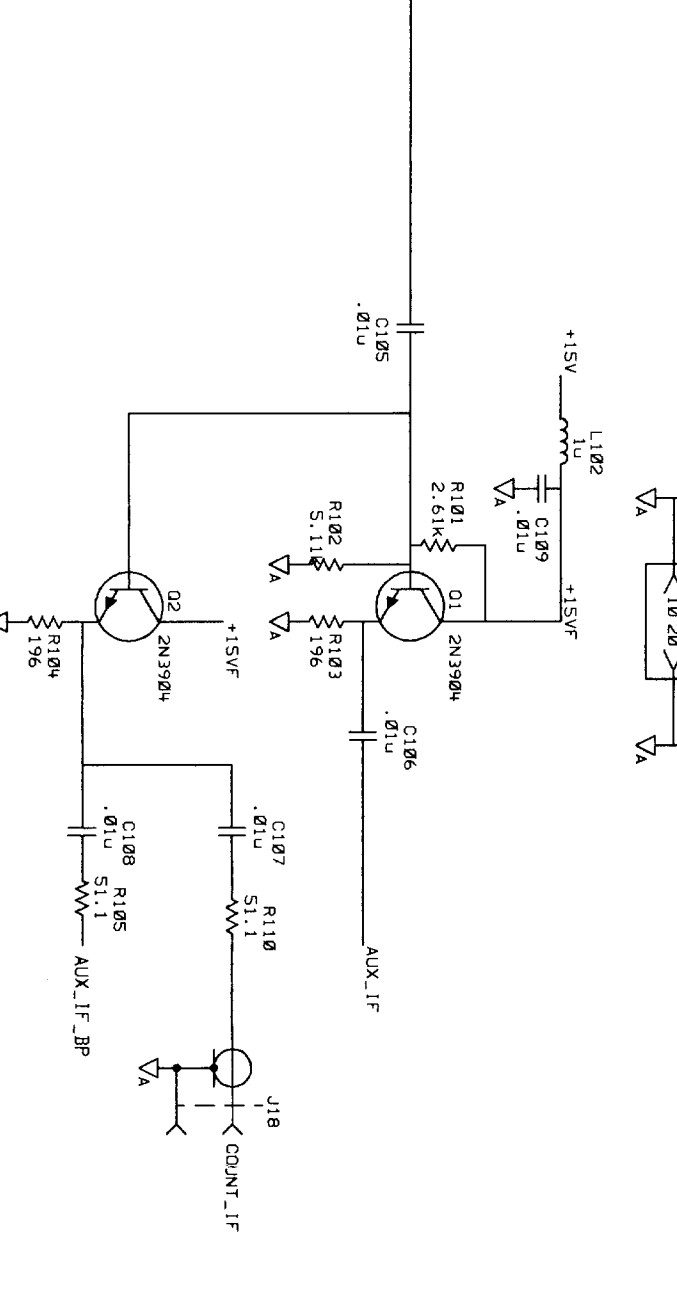 +15V
L102
1u
C109
.01u
+15VF
A
A
10 20
A
C105
.01u
R101
2.61K
R102
5.11K
A
Q1
2N3904
R103
196
A
C106
.01u
AUX_IF
Q2
2N3904
+15VF
R104
196
C107
.01u
R110
51.1
C108
.01u
R105
51.1
AUX_IF_BP
A
J18
COUNT_IF